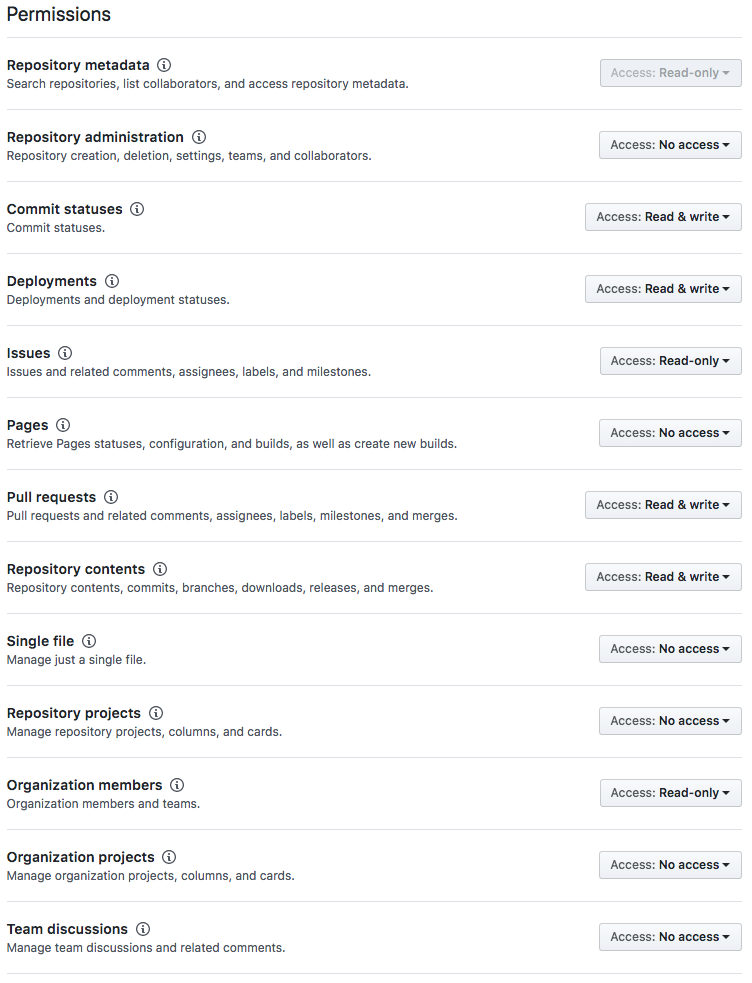 Permissions
Repository metadata
Access: Read-only
Search repositories, list collaborators, and access repository metadata.
Repository administration
Access: No access
Repository creation, deletion, settings, teams, and collaborators.
Commit statuses
Access: Read & write
Commit statuses.
Deployments
Access: Read & write
Deployments and deployment statuses.
Issues
Access: Read-only
Issues and related comments, assignees, labels, and milestones.
Pages
Access: No access
Retrieve Pages statuses, configuration, and builds, as well as create new builds.
Pull requests
Access: Read & write
Pull requests and related comments, assignees, labels, milestones, and merges.
Repository contents
Access: Read & write
Repository contents, commits, branches, downloads, releases, and merges.
Single file
Access: No access
Manage just a single file.
Repository projects
Access: No access
Manage repository projects, columns, and cards.
Organization members
Access: Read-only
Organization members and teams.
Organization projects
Access: No access
Manage organization projects, columns, and cards.
Team discussions
Access: No access
Manage team discussions and related comments.